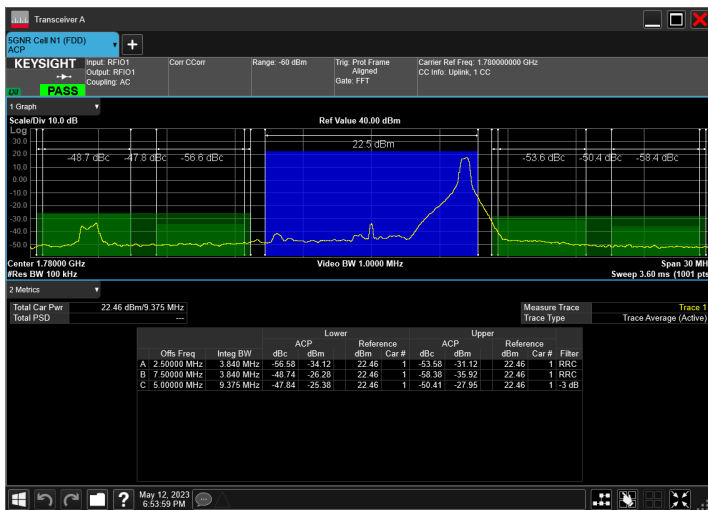 Transceiver A
5GNR Cell N1 (FDD)
ACP
KEYSIGHT
LXI
PASS
Input: RFIO1
Output: RFIO1
Coupling: AC
Corr CCorr
Range: -60 dBm
Trig: Prot Frame
Aligned
Gate: FFT
Carrier Ref Freq: 1.780000000 GHz
CC Info: Uplink, 1 CC
1 Graph
Scale/Div 10.0 dB
Ref Value 40.00 dBm
Log
30.0
20.0
10.0
0.00
-10.0
-20.0
-30.0
-40.0
-50.0
22.5 dBm
-48.7 dBc
-47.8 dBc
-56.6 dBc
-53.6 dBc
-50.4 dBc
-58.4 dBc
Center 1.78000 GHz
#Res BW 100 kHz
Video BW 1.0000 MHz
Span 30 MH
Sweep 3.60 ms (1001 pts
2 Metrics
Total Car Pwr 22.46 dBm/9.375 MHz
Total PSD ---
Measure Trace Trace 1
Trace Type Trace Average (Active)
Lower Upper
ACP Reference ACP Reference
Offs Freq Integ BW dBc dBm dBm Car # dBc dBm dBm Car # Filter
A 2.50000 MHz 3.840 MHz -56.58 -34.12 22.46 1 -53.58 -31.12 22.46 1 RRC
B 7.50000 MHz 3.840 MHz -48.74 -26.28 22.46 1 -58.38 -35.92 22.46 1 RRC
C 5.00000 MHz 9.375 MHz -47.84 -25.38 22.46 1 -50.41 -27.95 22.46 1 -3 dB
May 12, 2023
6:53:59 PM